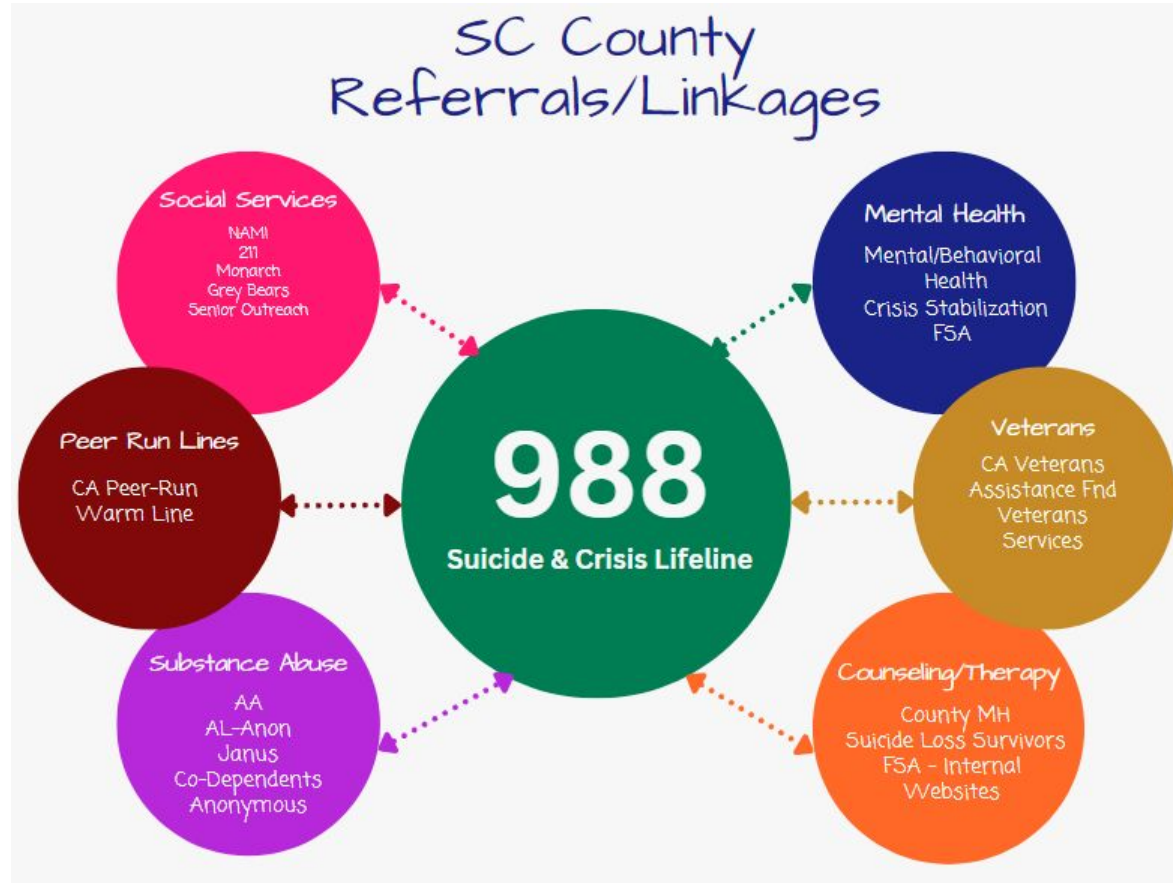 SC County
Referrals/Linkages
Social Services
NAMI
211
Monarch
Grey Bears
Senior Outreach
Mental Health
Mental/Behavioral
Health
Crisis Stabilization
FSA
Peer Run Lines
CA Peer-Run
Warm Line
988
Suicide & Crisis Lifeline
Veterans
CA Veterans
Assistance Fnd
Veterans
Services
Substance Abuse
AA
AL-Anon
Janus
Co-Dependents
Anonymous
Counseling/Therapy
County MH
Suicide Loss Survivors
FSA - Internal
Websites